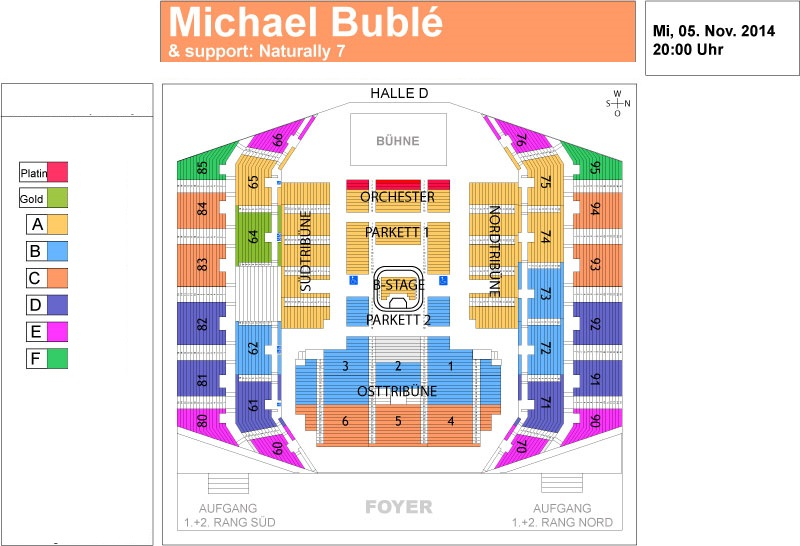 Michael Bublé
& support: Naturally 7
Mi, 05. Nov. 2014
20:00 Uhr
HALLE D
W
S N
O
BÜHNE
Platin
Gold
A
B
C
D
E
F
66
76
85
65
75
95
84
64
74
94
83
73
93
82
62
72
92
81
61
71
91
80
60
70
90
ORCHESTER
PARKETT 1
SÜDTRIBÜNE
NORDTRIBÜNE
B-STAGE
PARKETT 2
3 2 1
OSTTRIBÜNE
6 5 4
FOYER
AUFGANG
1.+2. RANG SÜD
AUFGANG
1.+2. RANG NORD